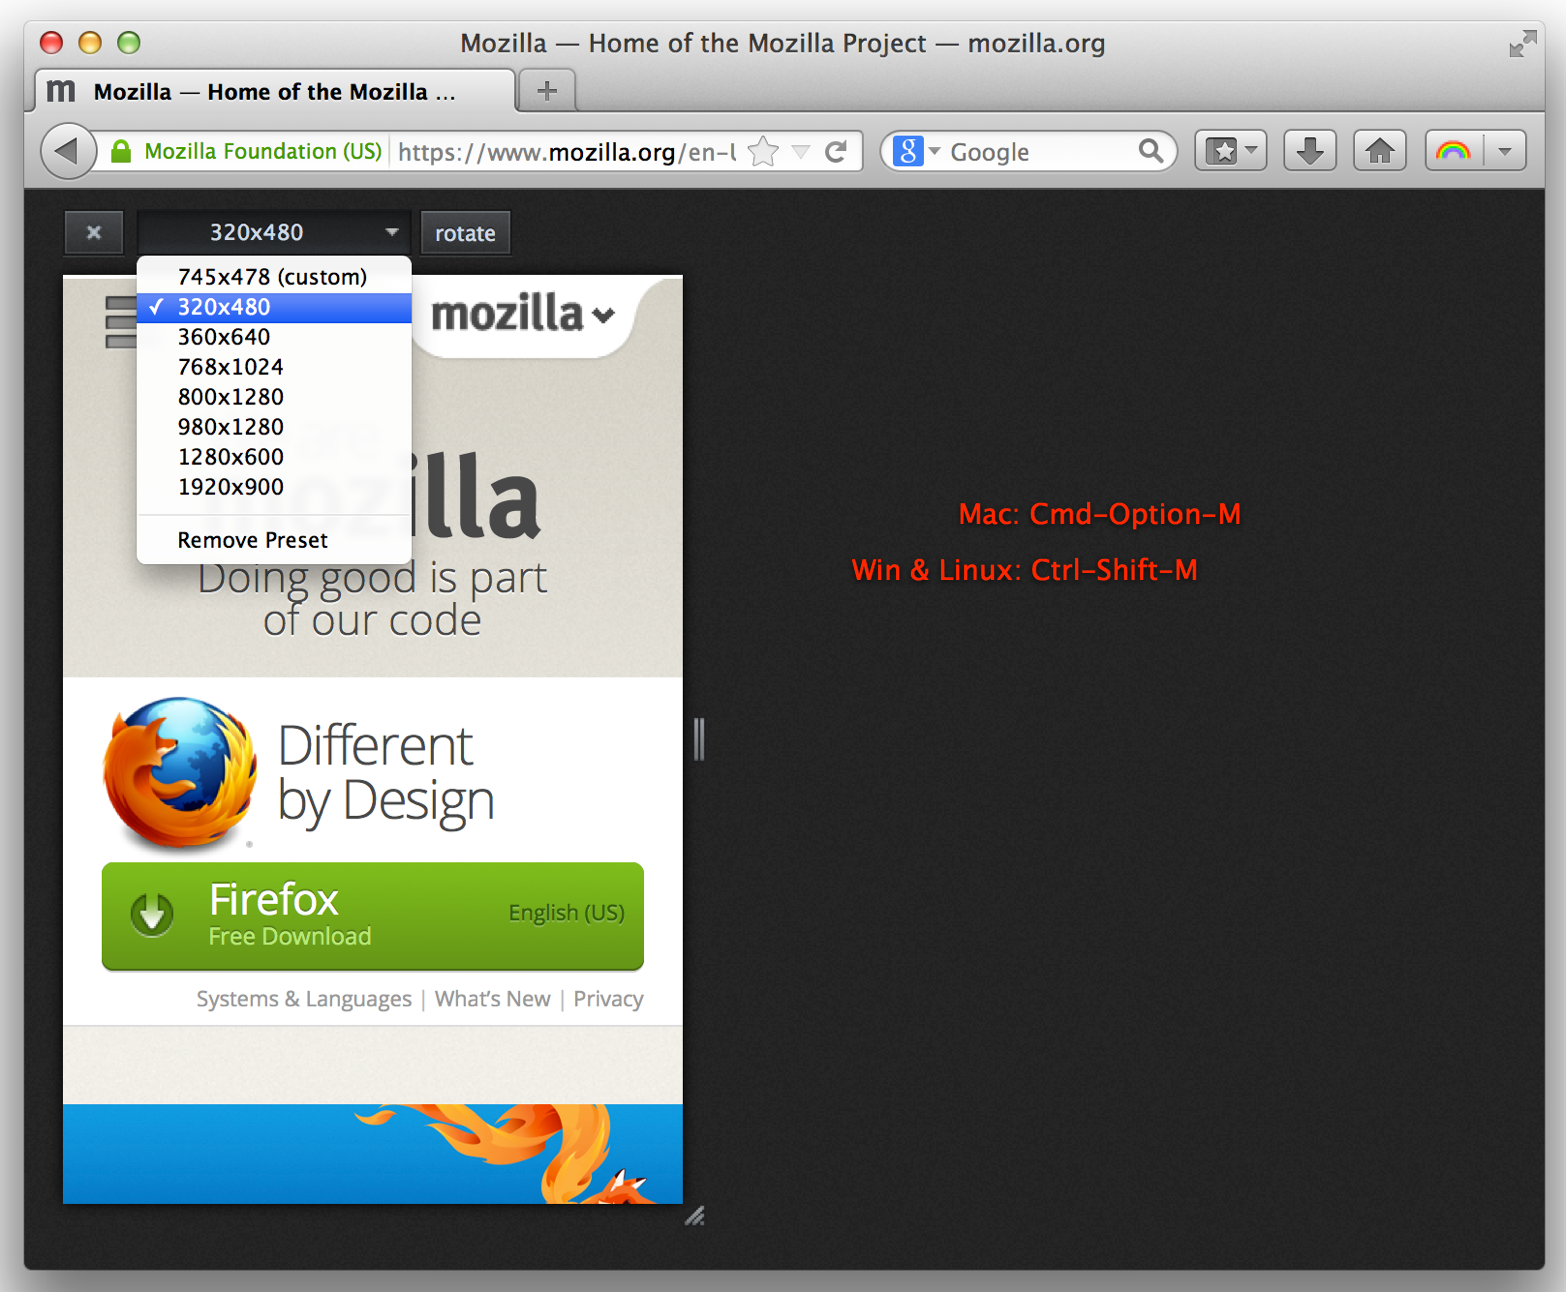 Mozilla — Home of the Mozilla Project — mozilla.org
m Mozilla — Home of the Mozilla ... +
Mozilla Foundation (US) https://www.mozilla.org/en-U Google
× 320x480 rotate
745x478 (custom)
✓ 320x480
360x640
768x1024
800x1280
980x1280
1280x600
1920x900
Remove Preset
mozilla
are
mozilla
Doing good is part
of our code
Mac: Cmd-Option-M
Win & Linux: Ctrl-Shift-M
Different
by Design
Firefox
Free Download
English (US)
Systems & Languages | What's New | Privacy